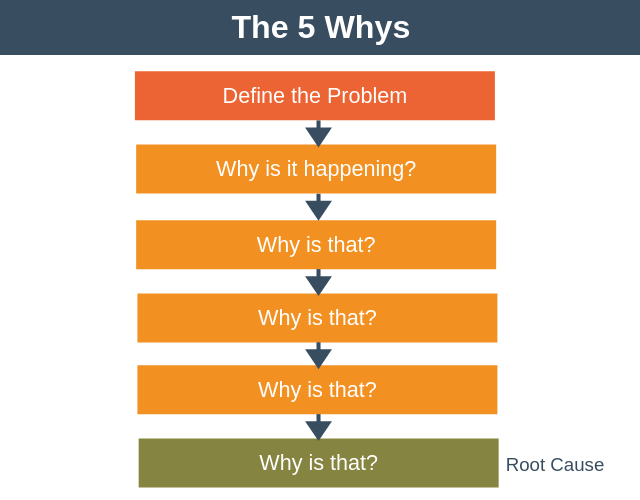 The 5 Whys
Define the Problem
Why is it happening?
Why is that?
Why is that?
Why is that?
Why is that?
Root Cause